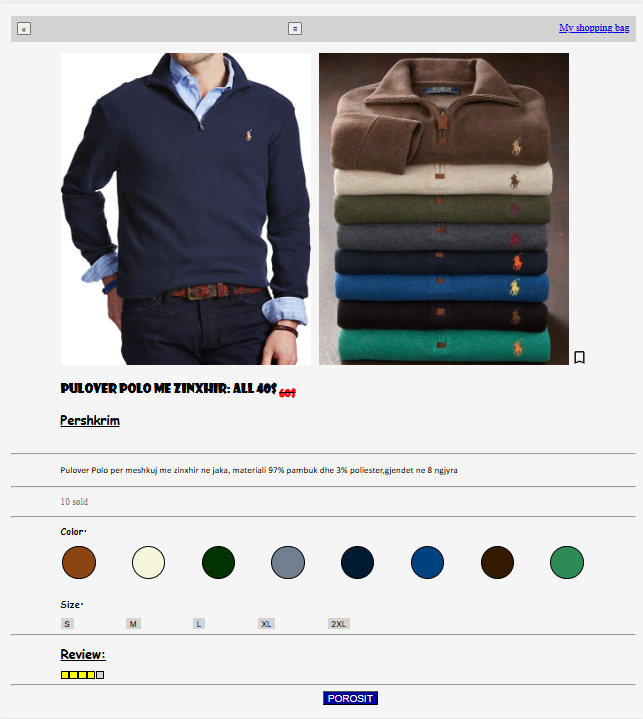 «
≡
My shopping bag
PULOVER POLO ME ZINXHIR: ALL 40$ 60$
Pershkrim
Pulover Polo per meshkuj me zinxhir ne jaka, materiali 97% pambuk dhe 3% poliester,gjendet ne 8 ngjyra
10 sold
Color·
Size·
S M L XL 2XL
Review:
POROSIT